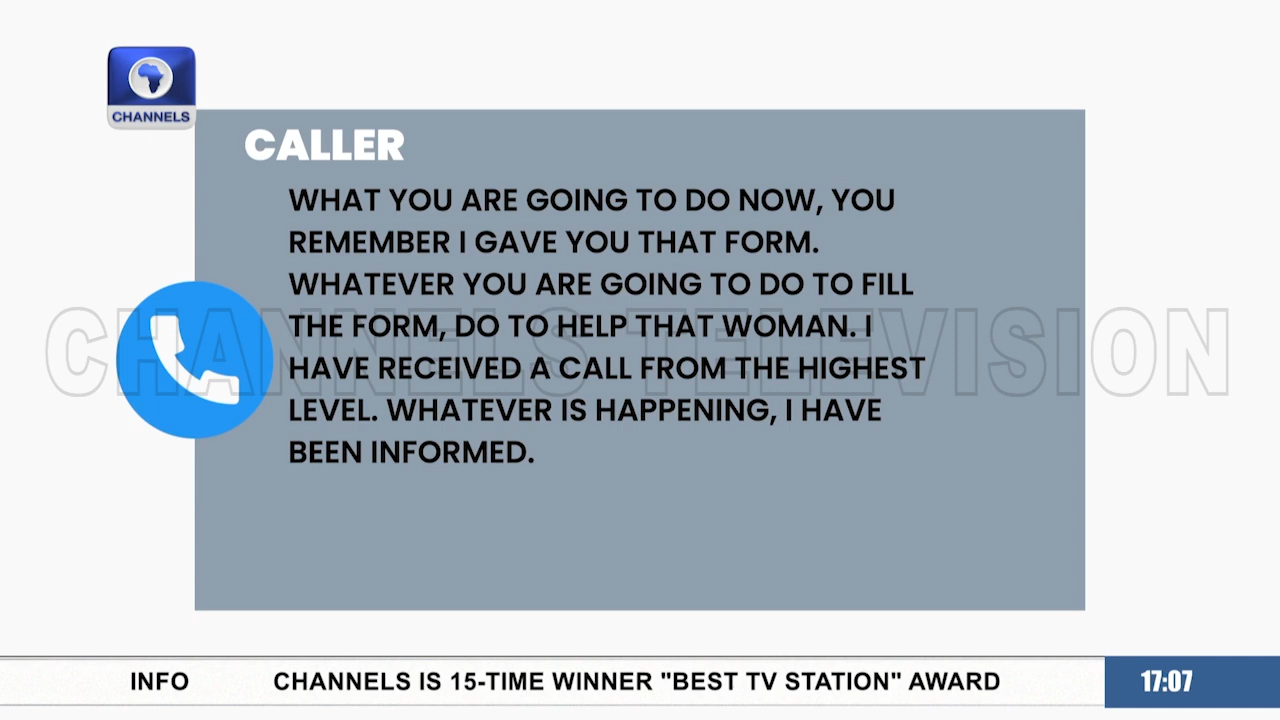 CHANNELS
CALLER
WHAT YOU ARE GOING TO DO NOW, YOU
REMEMBER I GAVE YOU THAT FORM.
WHATEVER YOU ARE GOING TO DO TO FILL
THE FORM, DO TO HELP THAT WOMAN. I
HAVE RECEIVED A CALL FROM THE HIGHEST
LEVEL. WHATEVER IS HAPPENING, I HAVE
BEEN INFORMED.
CHANNELS TELEVISION
INFO CHANNELS IS 15-TIME WINNER "BEST TV STATION" AWARD 17:07